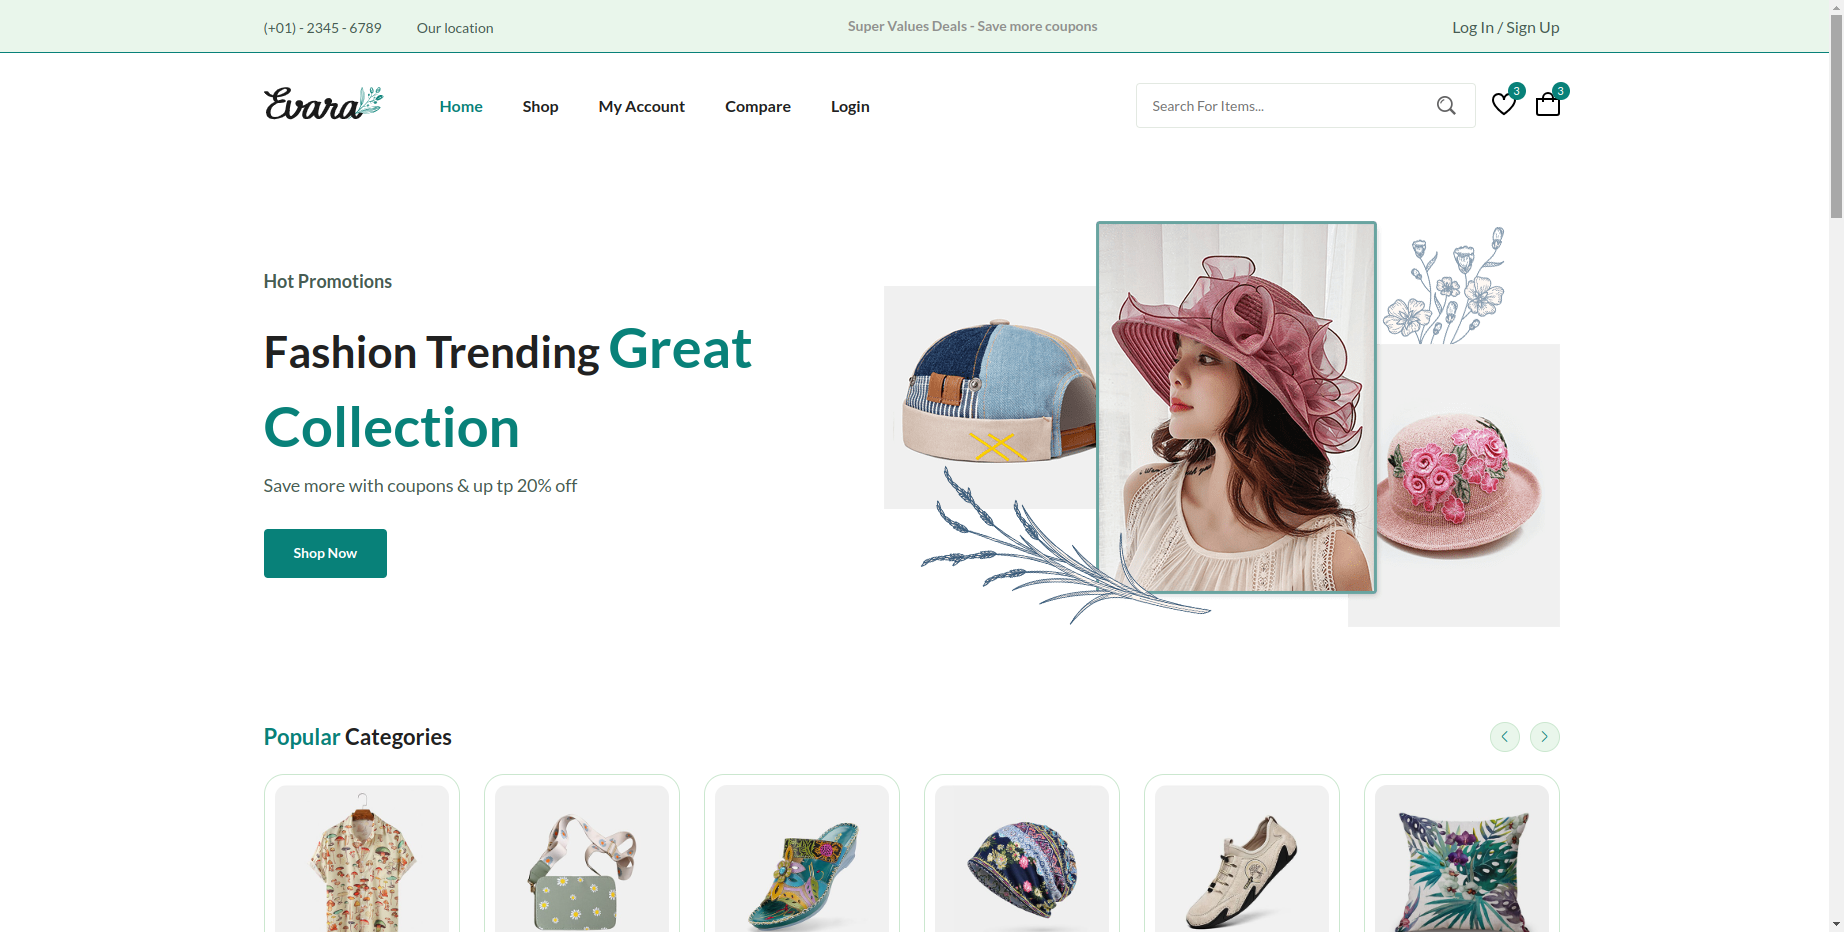 (+01) - 2345 - 6789
Our location
Super Values Deals - Save more coupons
Log In / Sign Up
Evara
Home
Shop
My Account
Compare
Login
Search For Items...
3
3
Hot Promotions
Fashion Trending Great
Collection
Save more with coupons & up tp 20% off
Shop Now
Popular Categories